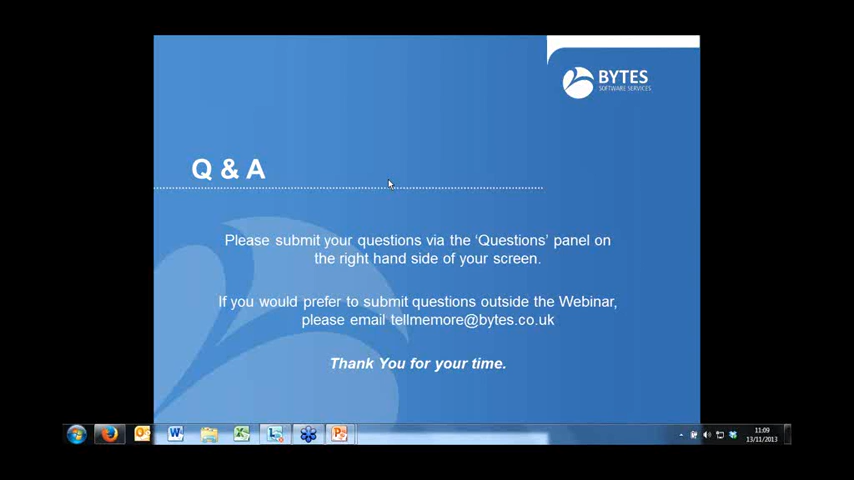 BYTES
SOFTWARE SERVICES
Q & A
Please submit your questions via the ‘Questions’ panel on
the right hand side of your screen.
If you would prefer to submit questions outside the Webinar,
please email tellmemore@bytes.co.uk
Thank You for your time.
11:09
13/11/2013